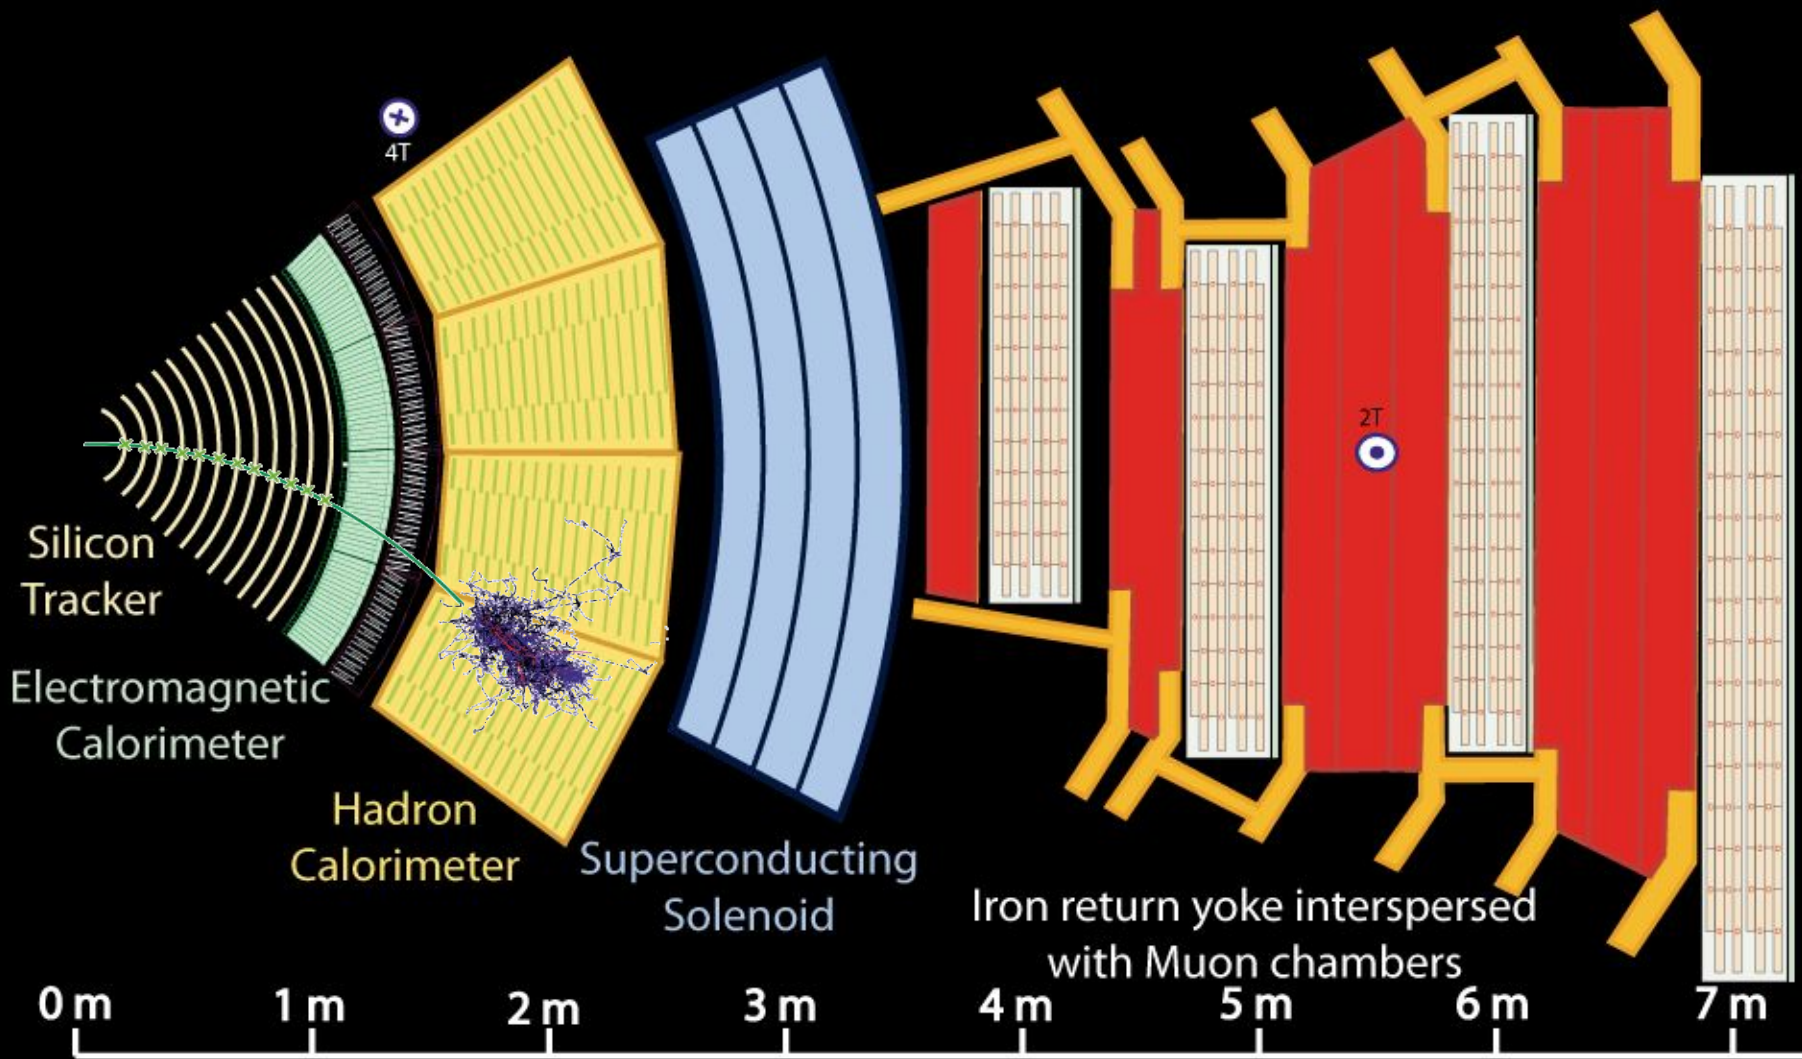 4T
2T
Silicon
Tracker
Electromagnetic
Calorimeter
Hadron
Calorimeter
Superconducting
Solenoid
Iron return yoke interspersed
with Muon chambers
0 m 1 m 2 m 3 m 4 m 5 m 6 m 7 m